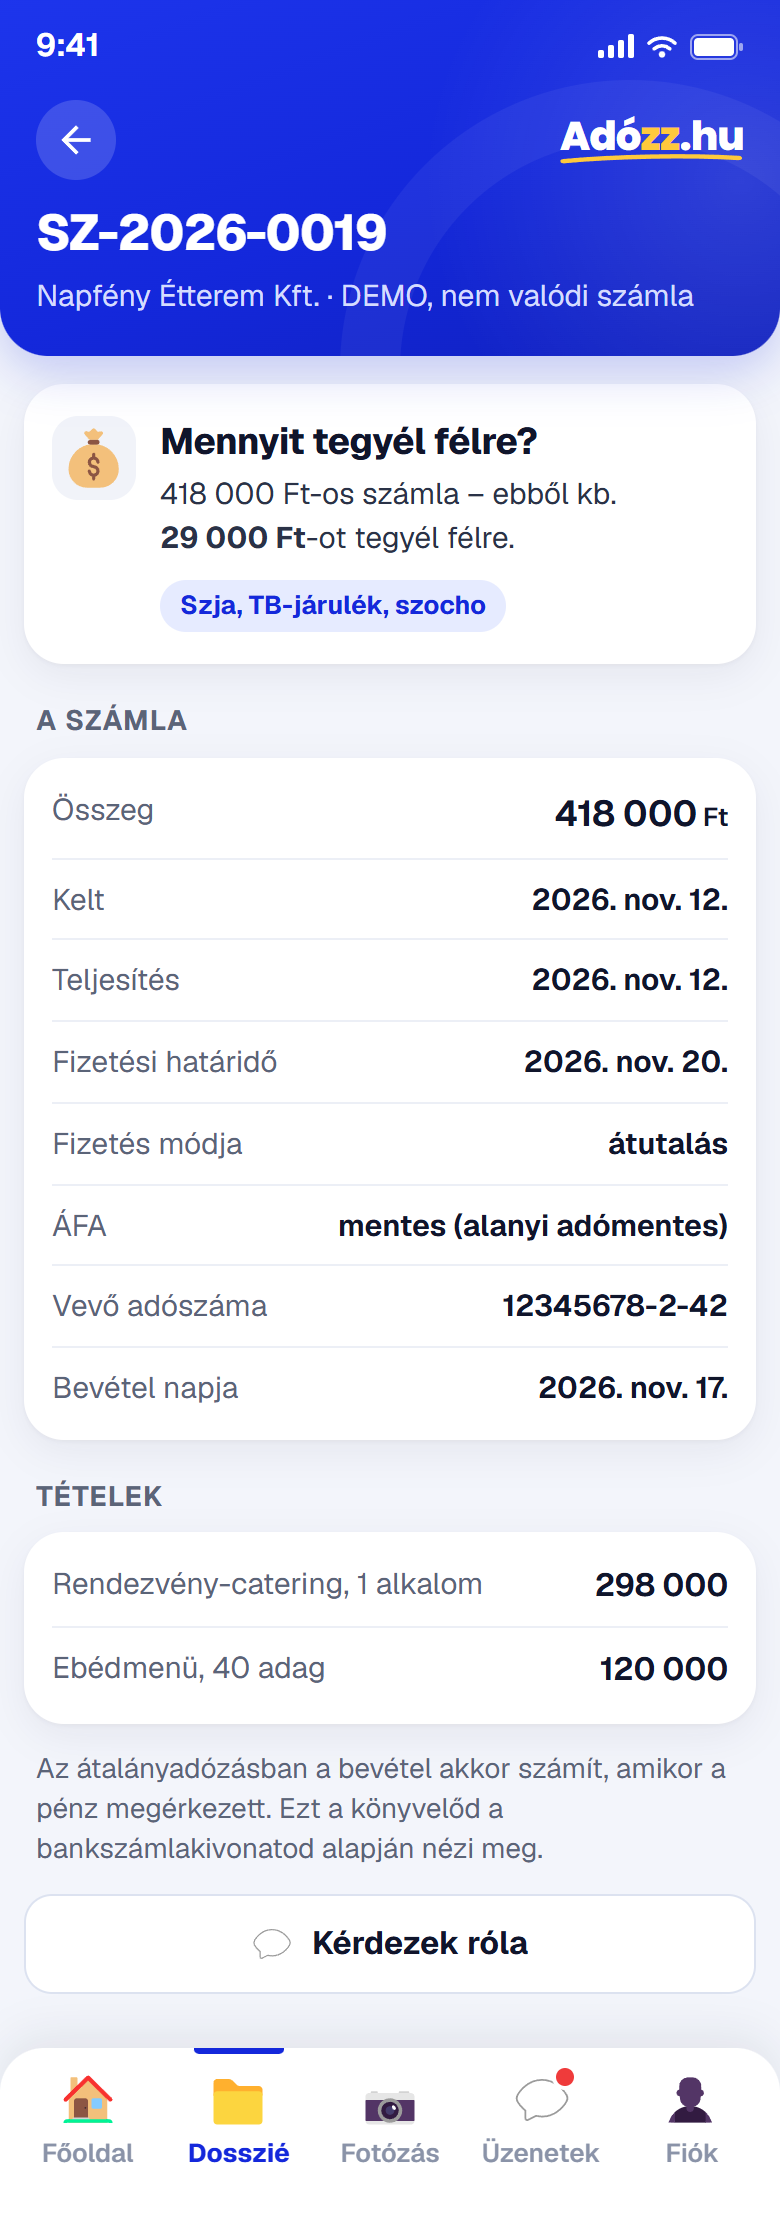 9:41
Adózz.hu
SZ-2026-0019
Napfény Étterem Kft. · DEMO, nem valódi számla
Mennyit tegyél félre?
418 000 Ft-os számla – ebből kb.
29 000 Ft-ot tegyél félre.
Szja, TB-járulék, szocho
A SZÁMLA
Összeg 418 000 Ft
Kelt 2026. nov. 12.
Teljesítés 2026. nov. 12.
Fizetési határidő 2026. nov. 20.
Fizetés módja átutalás
ÁFA mentes (alanyi adómentes)
Vevő adószáma 12345678-2-42
Bevétel napja 2026. nov. 17.
TÉTELEK
Rendezvény-catering, 1 alkalom 298 000
Ebédmenü, 40 adag 120 000
Az átalányadózásban a bevétel akkor számít, amikor a
pénz megérkezett. Ezt a könyvelőd a
bankszámlakivonatod alapján nézi meg.
Kérdezek róla
Főoldal Dosszié Fotózás Üzenetek Fiók